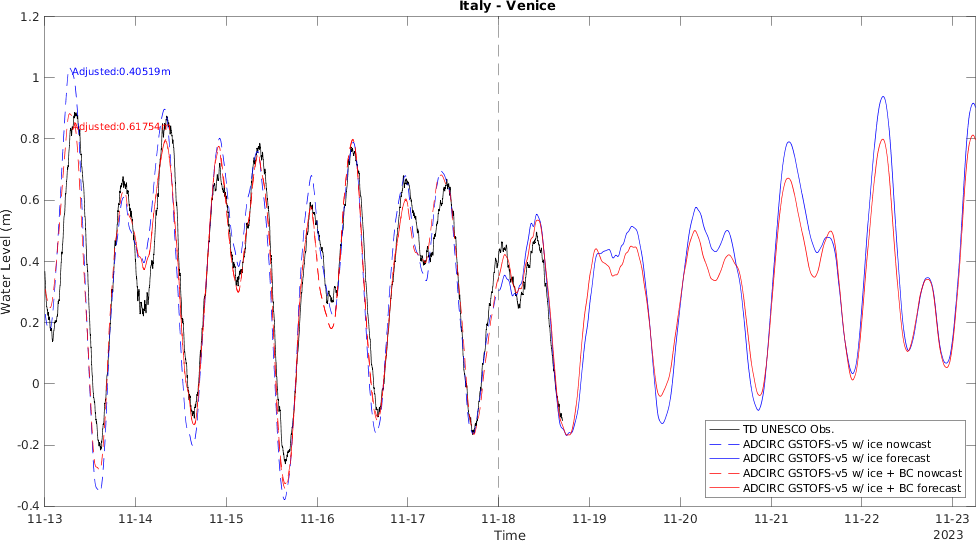 Italy - Venice
1.2
1
0.8
0.6
0.4
0.2
0
-0.2
-0.4
Water Level (m)
Adjusted:0.40519m
Adjusted:0.61754
TD UNESCO Obs.
ADCIRC GSTOFS-v5 w/ ice nowcast
ADCIRC GSTOFS-v5 w/ ice forecast
ADCIRC GSTOFS-v5 w/ ice + BC nowcast
ADCIRC GSTOFS-v5 w/ ice + BC forecast
11-13 11-14 11-15 11-16 11-17 11-18 11-19 11-20 11-21 11-22 11-23
Time 2023